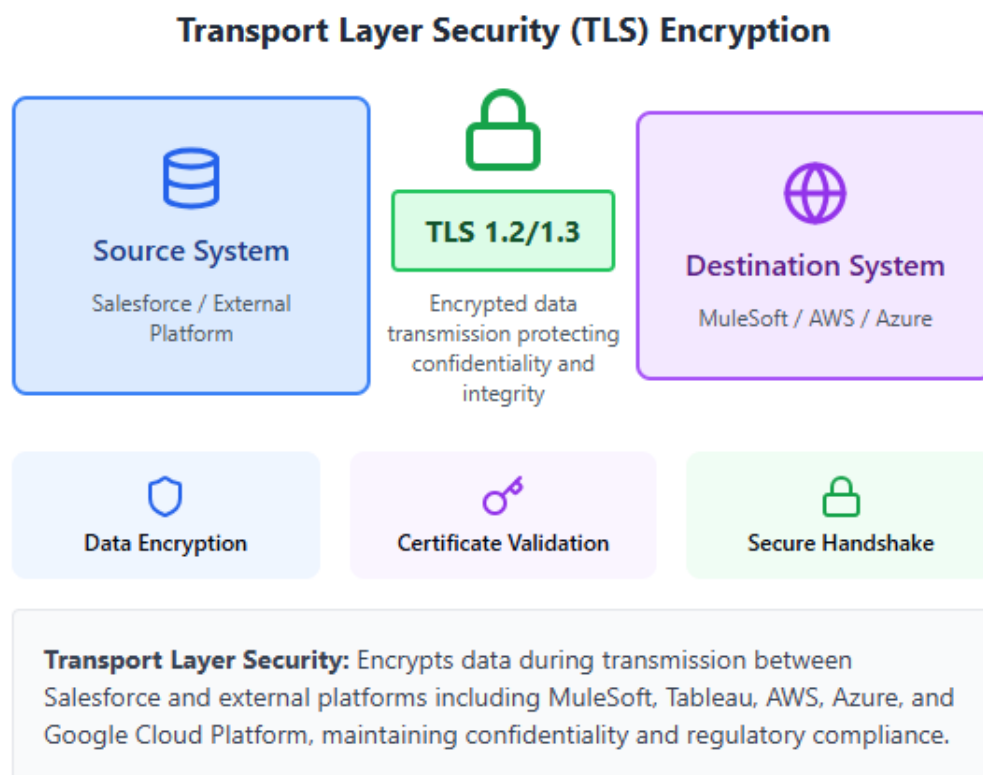 Transport Layer Security (TLS) Encryption
Source System
Salesforce / External
Platform
TLS 1.2/1.3
Encrypted data
transmission protecting
confidentiality and
integrity
Destination System
MuleSoft / AWS / Azure
Data Encryption
Certificate Validation
Secure Handshake
Transport Layer Security: Encrypts data during transmission between
Salesforce and external platforms including MuleSoft, Tableau, AWS, Azure, and
Google Cloud Platform, maintaining confidentiality and regulatory compliance.